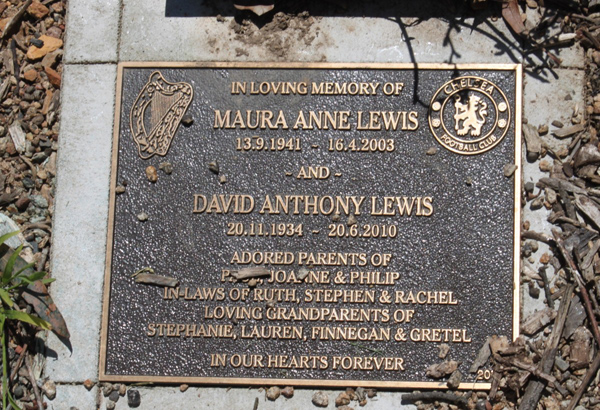 IN LOVING MEMORY OF
MAURA ANNE LEWIS
13.9.1941 ~ 16.4.2003
- AND -
DAVID ANTHONY LEWIS
20.11.1934 ~ 20.6.2010
CHELSEA
FOOTBALL CLUB
ADORED PARENTS OF
JOANNE & PHILIP
IN-LAWS OF RUTH, STEPHEN & RACHEL
LOVING GRANDPARENTS OF
STEPHANIE, LAUREN, FINNEGAN & GRETEL
IN OUR HEARTS FOREVER